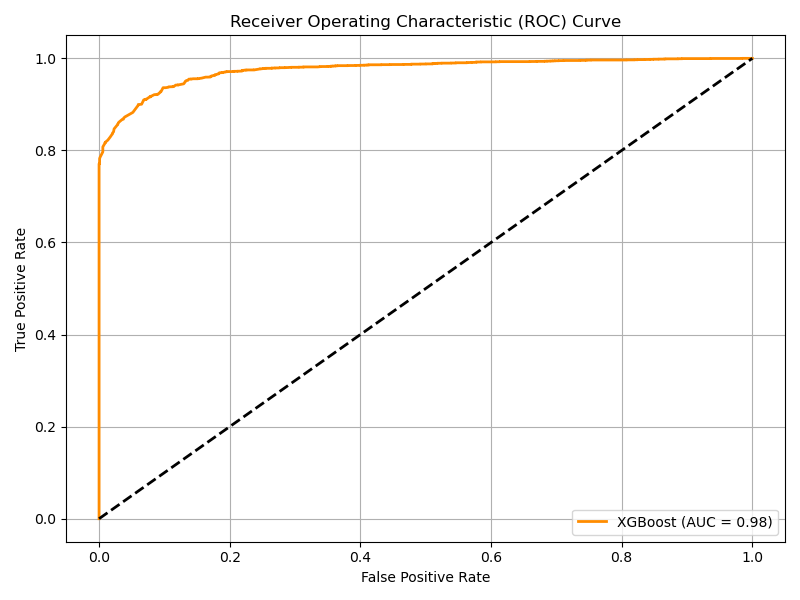 Receiver Operating Characteristic (ROC) Curve
True Positive Rate
1.0
0.8
0.6
0.4
0.2
0.0
XGBoost (AUC = 0.98)
0.0 0.2 0.4 0.6 0.8 1.0
False Positive Rate